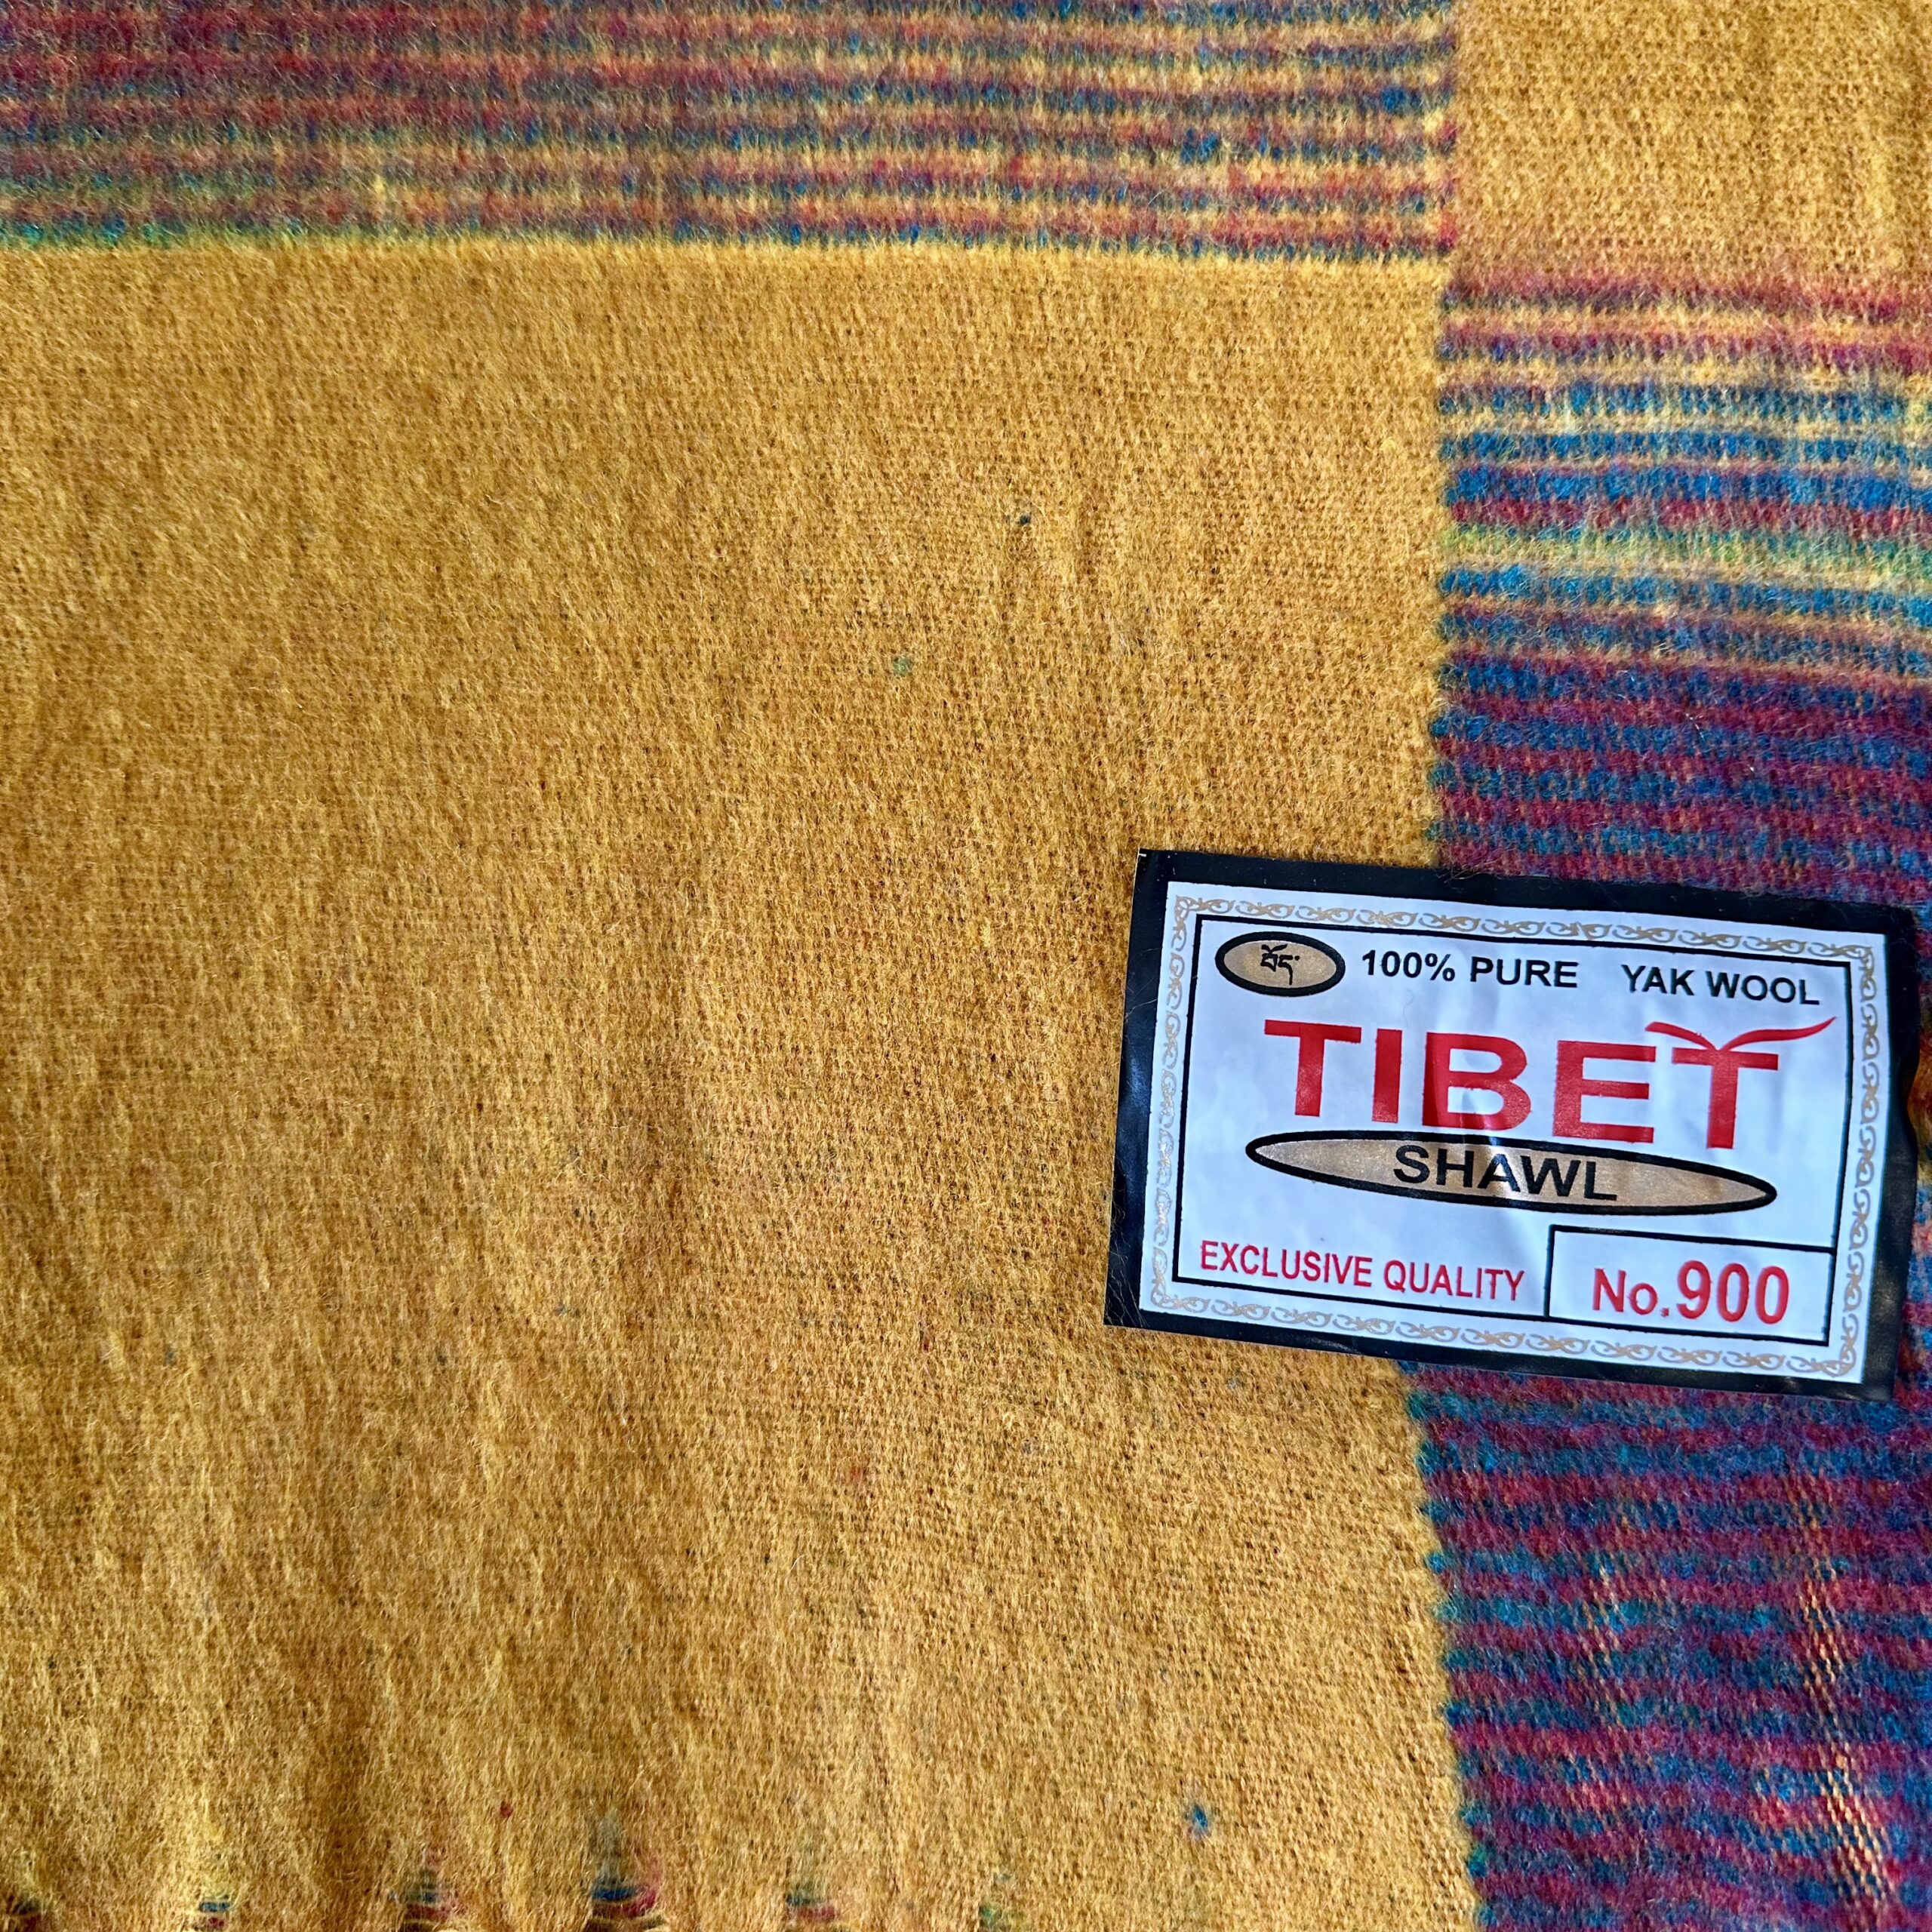 བོད་ 100% PURE YAK WOOL
TIBET
SHAWL
EXCLUSIVE QUALITY
No.900